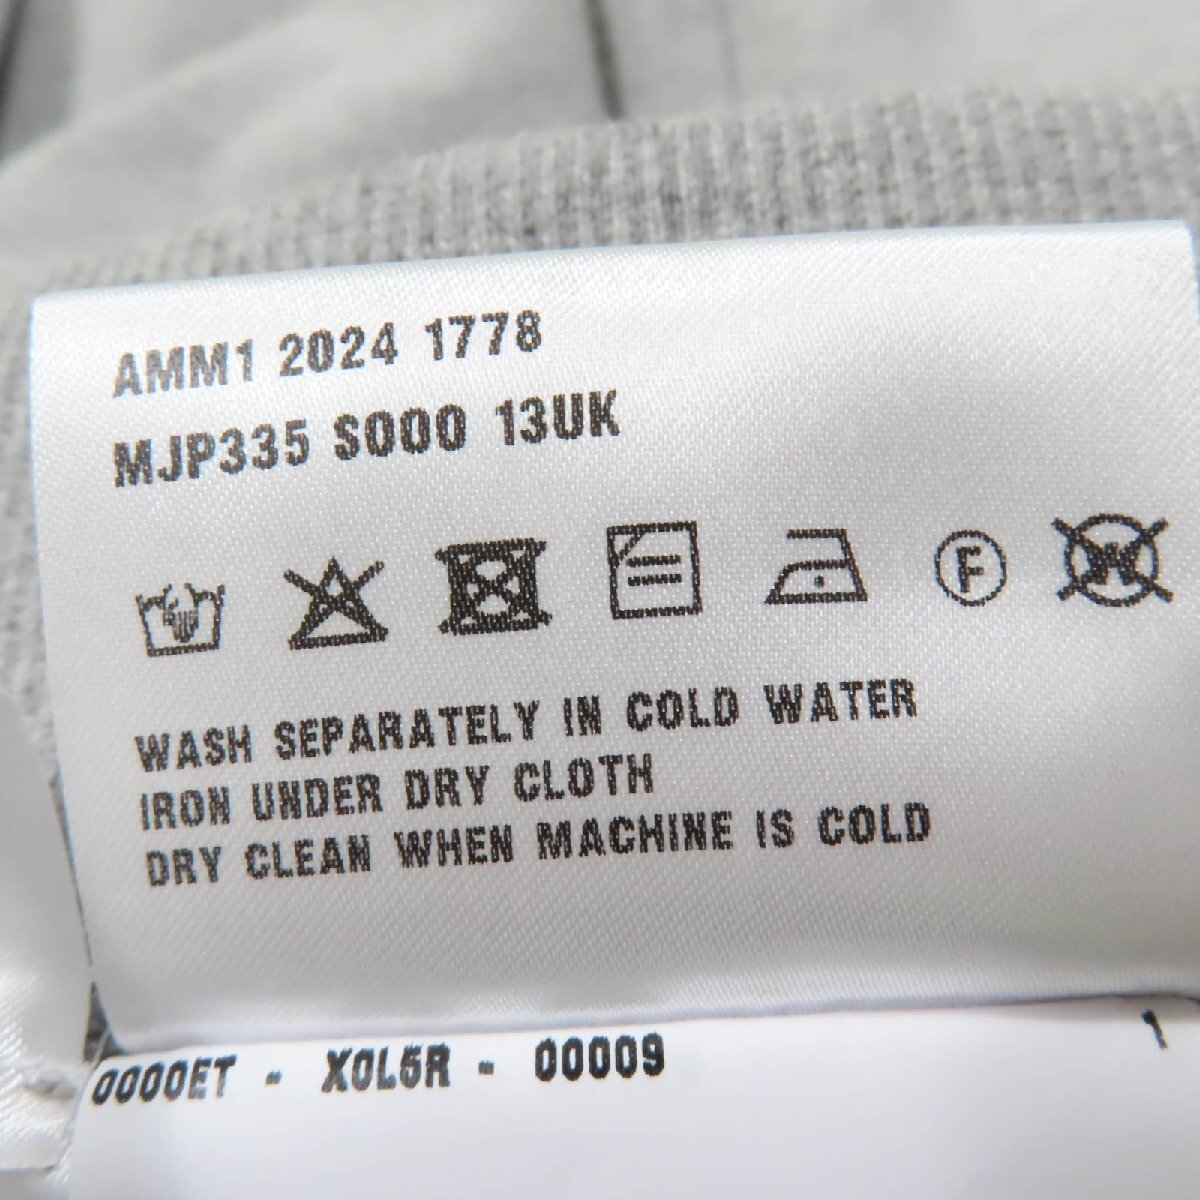 AMM1 2024 1778
MJP335 S000 13UK
F
W
WASH SEPARATELY IN COLD WATER
IRON UNDER DRY CLOTH
DRY CLEAN WHEN MACHINE IS COLD
0000ET - X0L5R - 00009
1